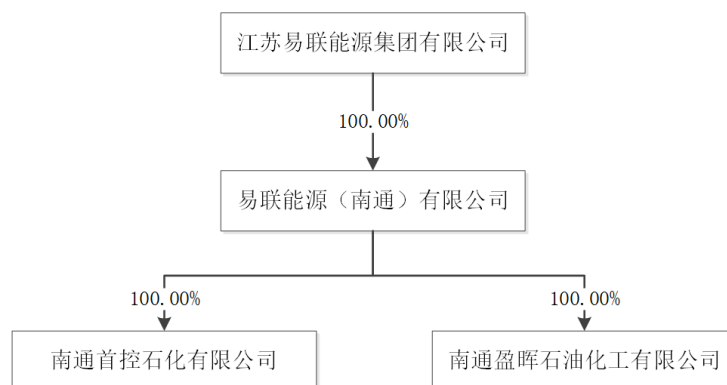 江苏易联能源集团有限公司
100.00%
易联能源（南通）有限公司
100.00%
100.00%
南通首控石化有限公司
南通盈晖石油化工有限公司